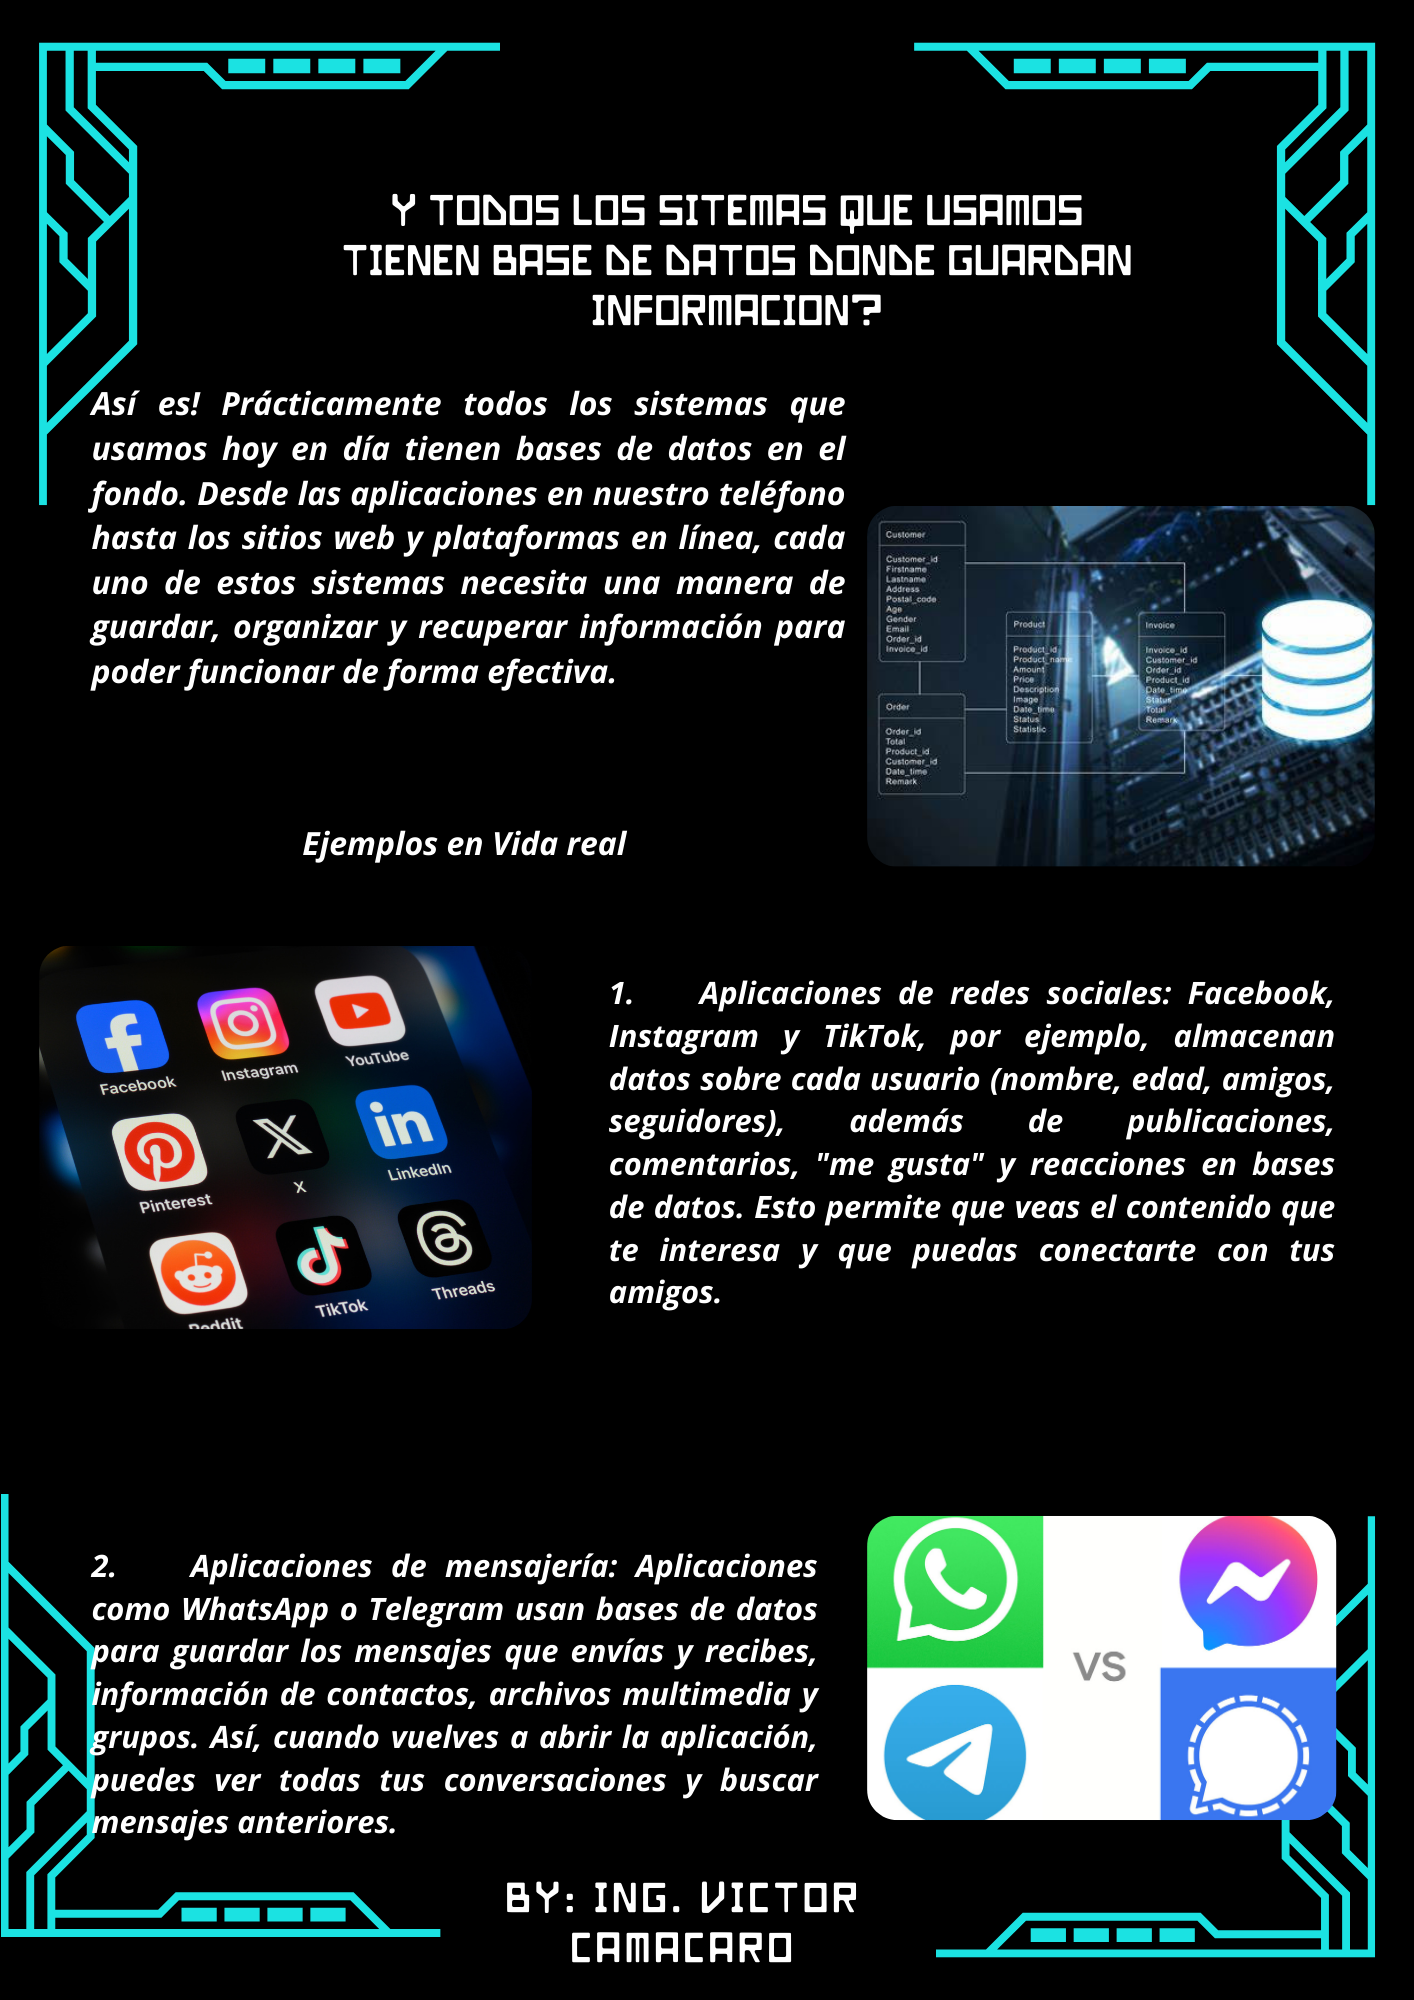 Y TODOS LOS SITEMAS QUE USAMOS
TIENEN BASE DE DATOS DONDE GUARDAN
INFORMACION?
Así es! Prácticamente todos los sistemas que
usamos hoy en día tienen bases de datos en el
fondo. Desde las aplicaciones en nuestro teléfono
hasta los sitios web y plataformas en línea, cada
uno de estos sistemas necesita una manera de
guardar, organizar y recuperar información para
poder funcionar de forma efectiva.
Customer
Customer_id
Firstname
Lastname
Address
Postal_code
Age
Gender
Email
Order_id
Invoice_id
Product
Product_id
Product_name
Amount
Price
Description
Image
Date_time
Status
Statistic
Invoice
Invoice_id
Customer_id
Order_id
Product_id
Date_time
Status
Total
Remark
Order
Order_id
Total
Product_id
Customer_id
Date_time
Remark
Ejemplos en Vida real
Facebook
Instagram
YouTube
Pinterest
X
LinkedIn
Reddit
TikTok
Threads
1. Aplicaciones de redes sociales: Facebook,
Instagram y TikTok, por ejemplo, almacenan
datos sobre cada usuario (nombre, edad, amigos,
seguidores), además de publicaciones,
comentarios, "me gusta" y reacciones en bases
de datos. Esto permite que veas el contenido que
te interesa y que puedas conectarte con tus
amigos.
2. Aplicaciones de mensajería: Aplicaciones
como WhatsApp o Telegram usan bases de datos
para guardar los mensajes que envías y recibes,
información de contactos, archivos multimedia y
grupos. Así, cuando vuelves a abrir la aplicación,
puedes ver todas tus conversaciones y buscar
mensajes anteriores.
VS
BY: ING. VICTOR
CAMACARO